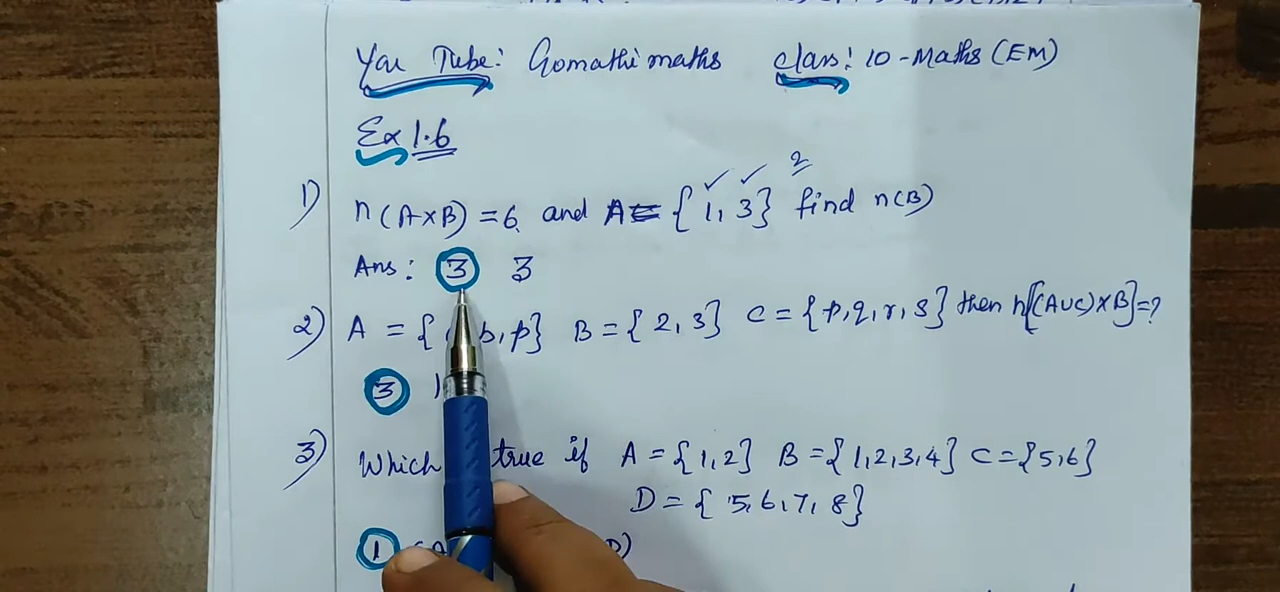 You Tube: Gomathi maths class: 10 - Maths (EM)
Ex 1.6
1) n(A×B) = 6 and A = {1, 3} 2 find n(B)
Ans: 3 3
2) A = { b, p} B = {2, 3} C = {p, q, r, s} then n[(A∪C)×B] = ?
3
3) Which true if A = {1, 2} B = {1, 2, 3, 4} C = {5, 6}
D = {5, 6, 7, 8}
1